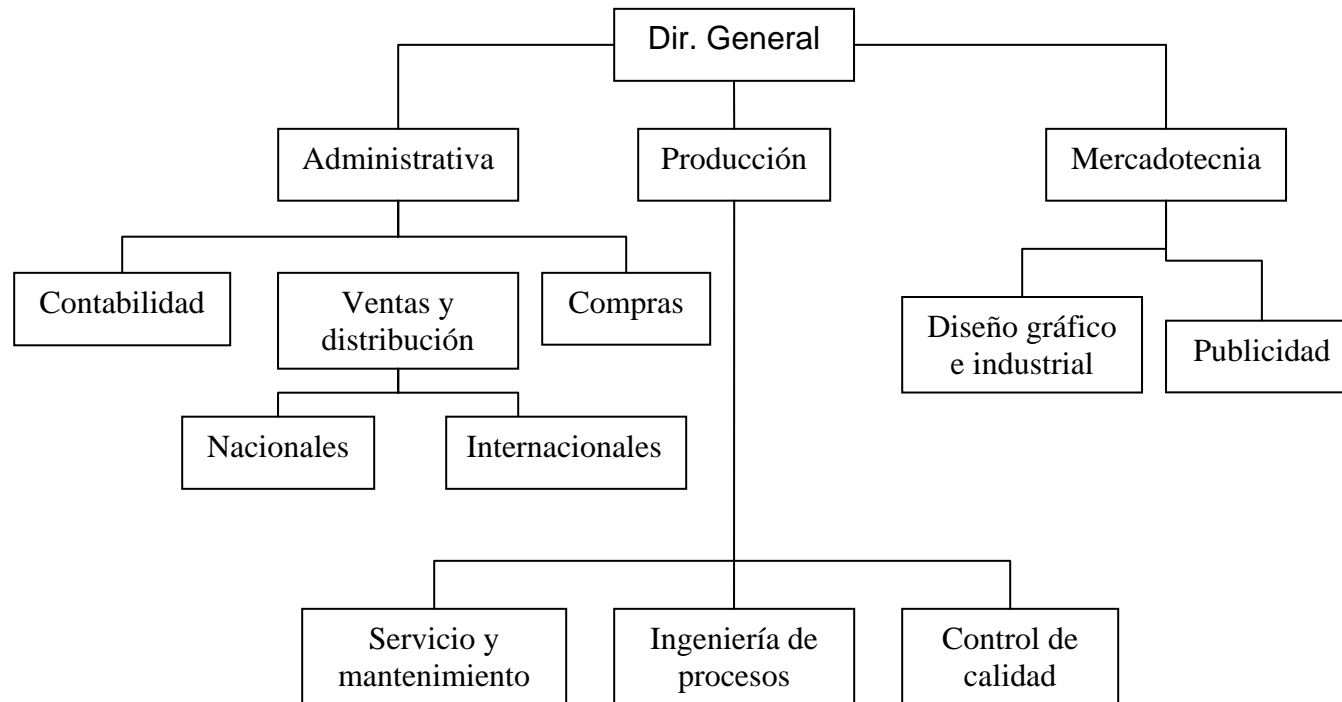 Dir. General
Administrativa
Producción
Mercadotecnia
Contabilidad
Ventas y
distribución
Compras
Diseño gráfico
e industrial
Publicidad
Nacionales
Internacionales
Servicio y
mantenimiento
Ingeniería de
procesos
Control de
calidad